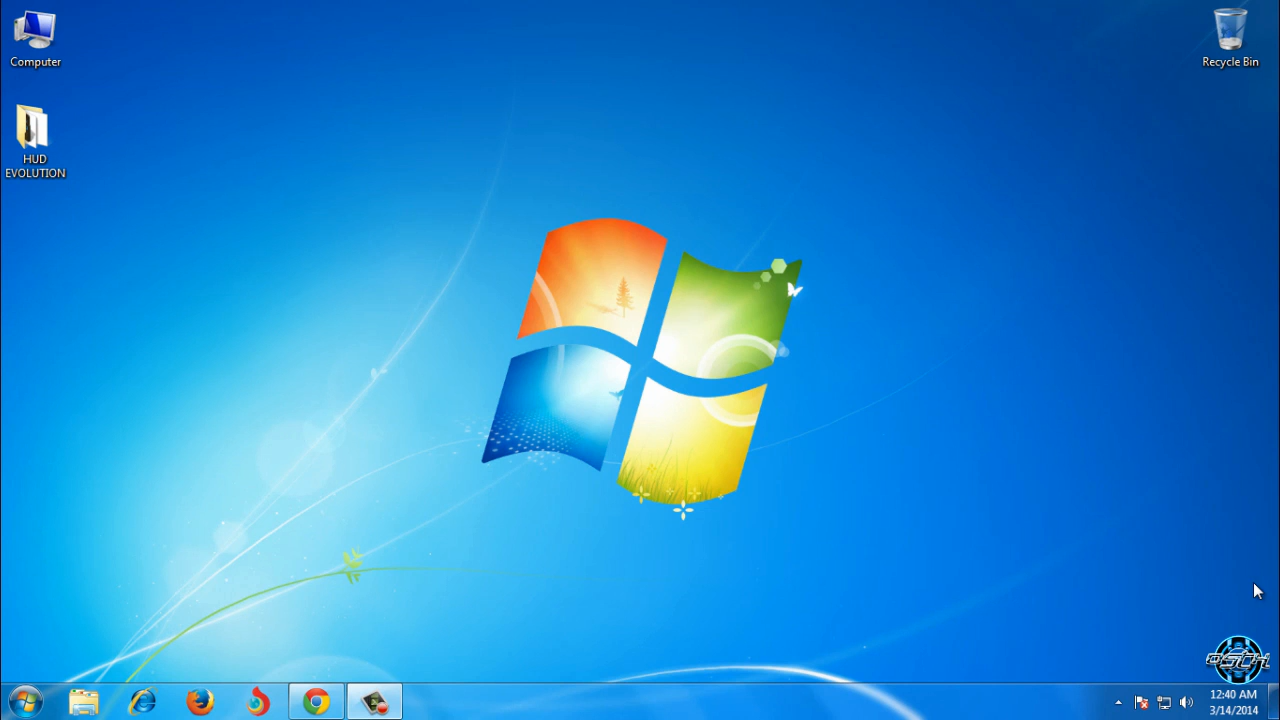 Computer
Recycle Bin
HUD
EVOLUTION
12:40 AM
3/14/2014